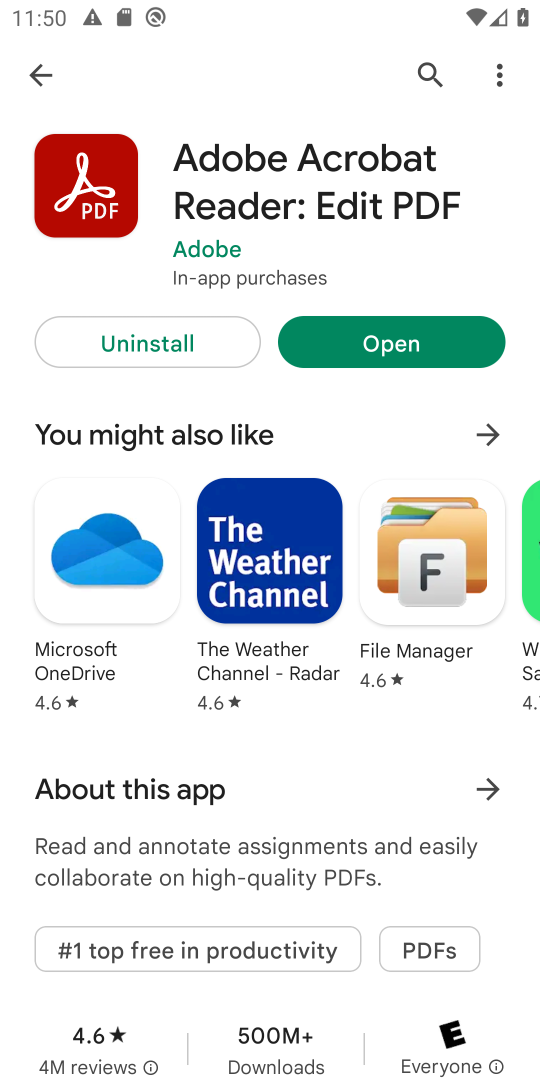 11:50
Adobe Acrobat
Reader: Edit PDF
PDF
Adobe
In-app purchases
Uninstall
Open
You might also like
The
Weather
Channel
F
Microsoft
OneDrive
4.6★
The Weather
Channel - Radar
4.6★
File Manager
4.6★
W
Sa
4.
About this app
Read and annotate assignments and easily
collaborate on high-quality PDFs.
#1 top free in productivity
PDFs
4.6★
4M reviews
500M+
Downloads
E
Everyone